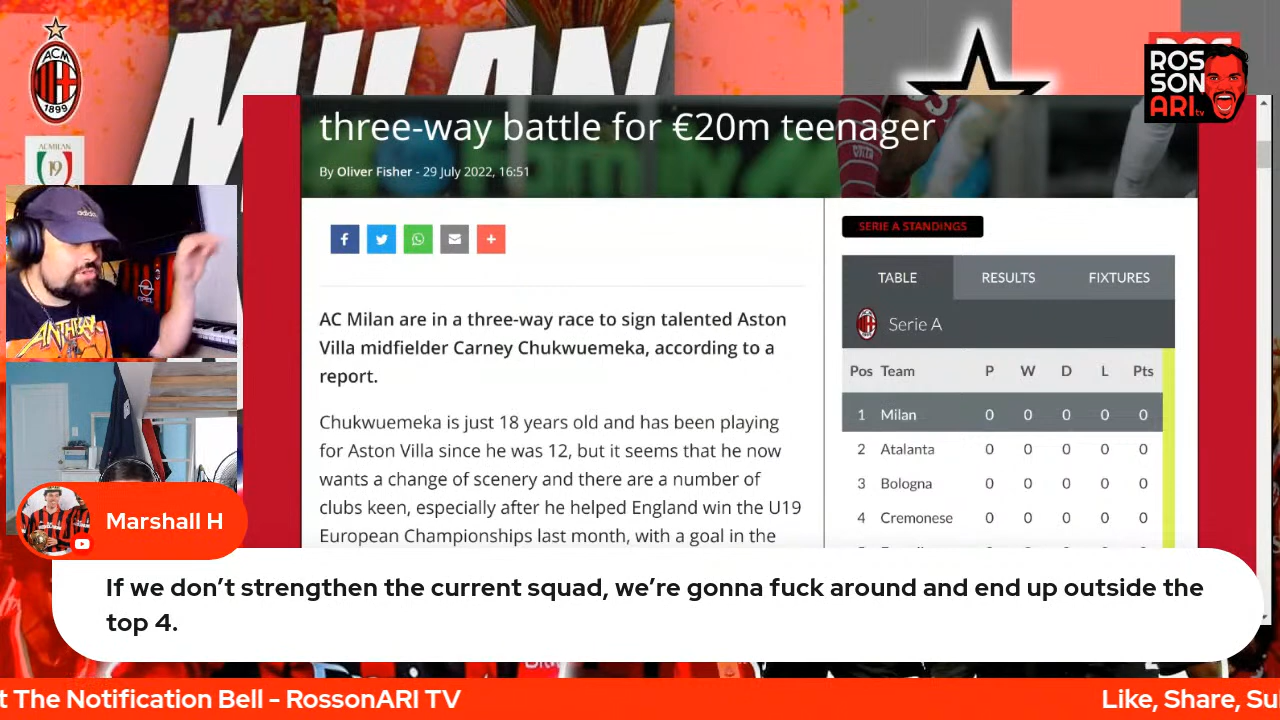 MILAN
ACM
1899
ACMILAN
19
ROS
SON
ARI tv
three-way battle for €20m teenager
By Oliver Fisher - 29 July 2022, 16:51
SERIE A STANDINGS
TABLE RESULTS FIXTURES
Serie A
Pos Team P W D L Pts
1 Milan 0 0 0 0 0
2 Atalanta 0 0 0 0 0
3 Bologna 0 0 0 0 0
4 Cremonese 0 0 0 0 0
AC Milan are in a three-way race to sign talented Aston
Villa midfielder Carney Chukwuemeka, according to a
report.
Chukwuemeka is just 18 years old and has been playing
for Aston Villa since he was 12, but it seems that he now
wants a change of scenery and there are a number of
clubs keen, especially after he helped England win the U19
European Championships last month, with a goal in the
adidas
OPEL
ANTHRAX
Marshall H
If we don’t strengthen the current squad, we’re gonna fuck around and end up outside the
top 4.
t The Notification Bell - RossonARI TV
Like, Share, Su